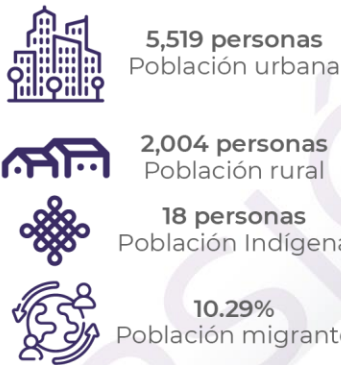 5,519 personas
Población urbana
2,004 personas
Población rural
18 personas
Población Indígena
10.29%
Población migrante